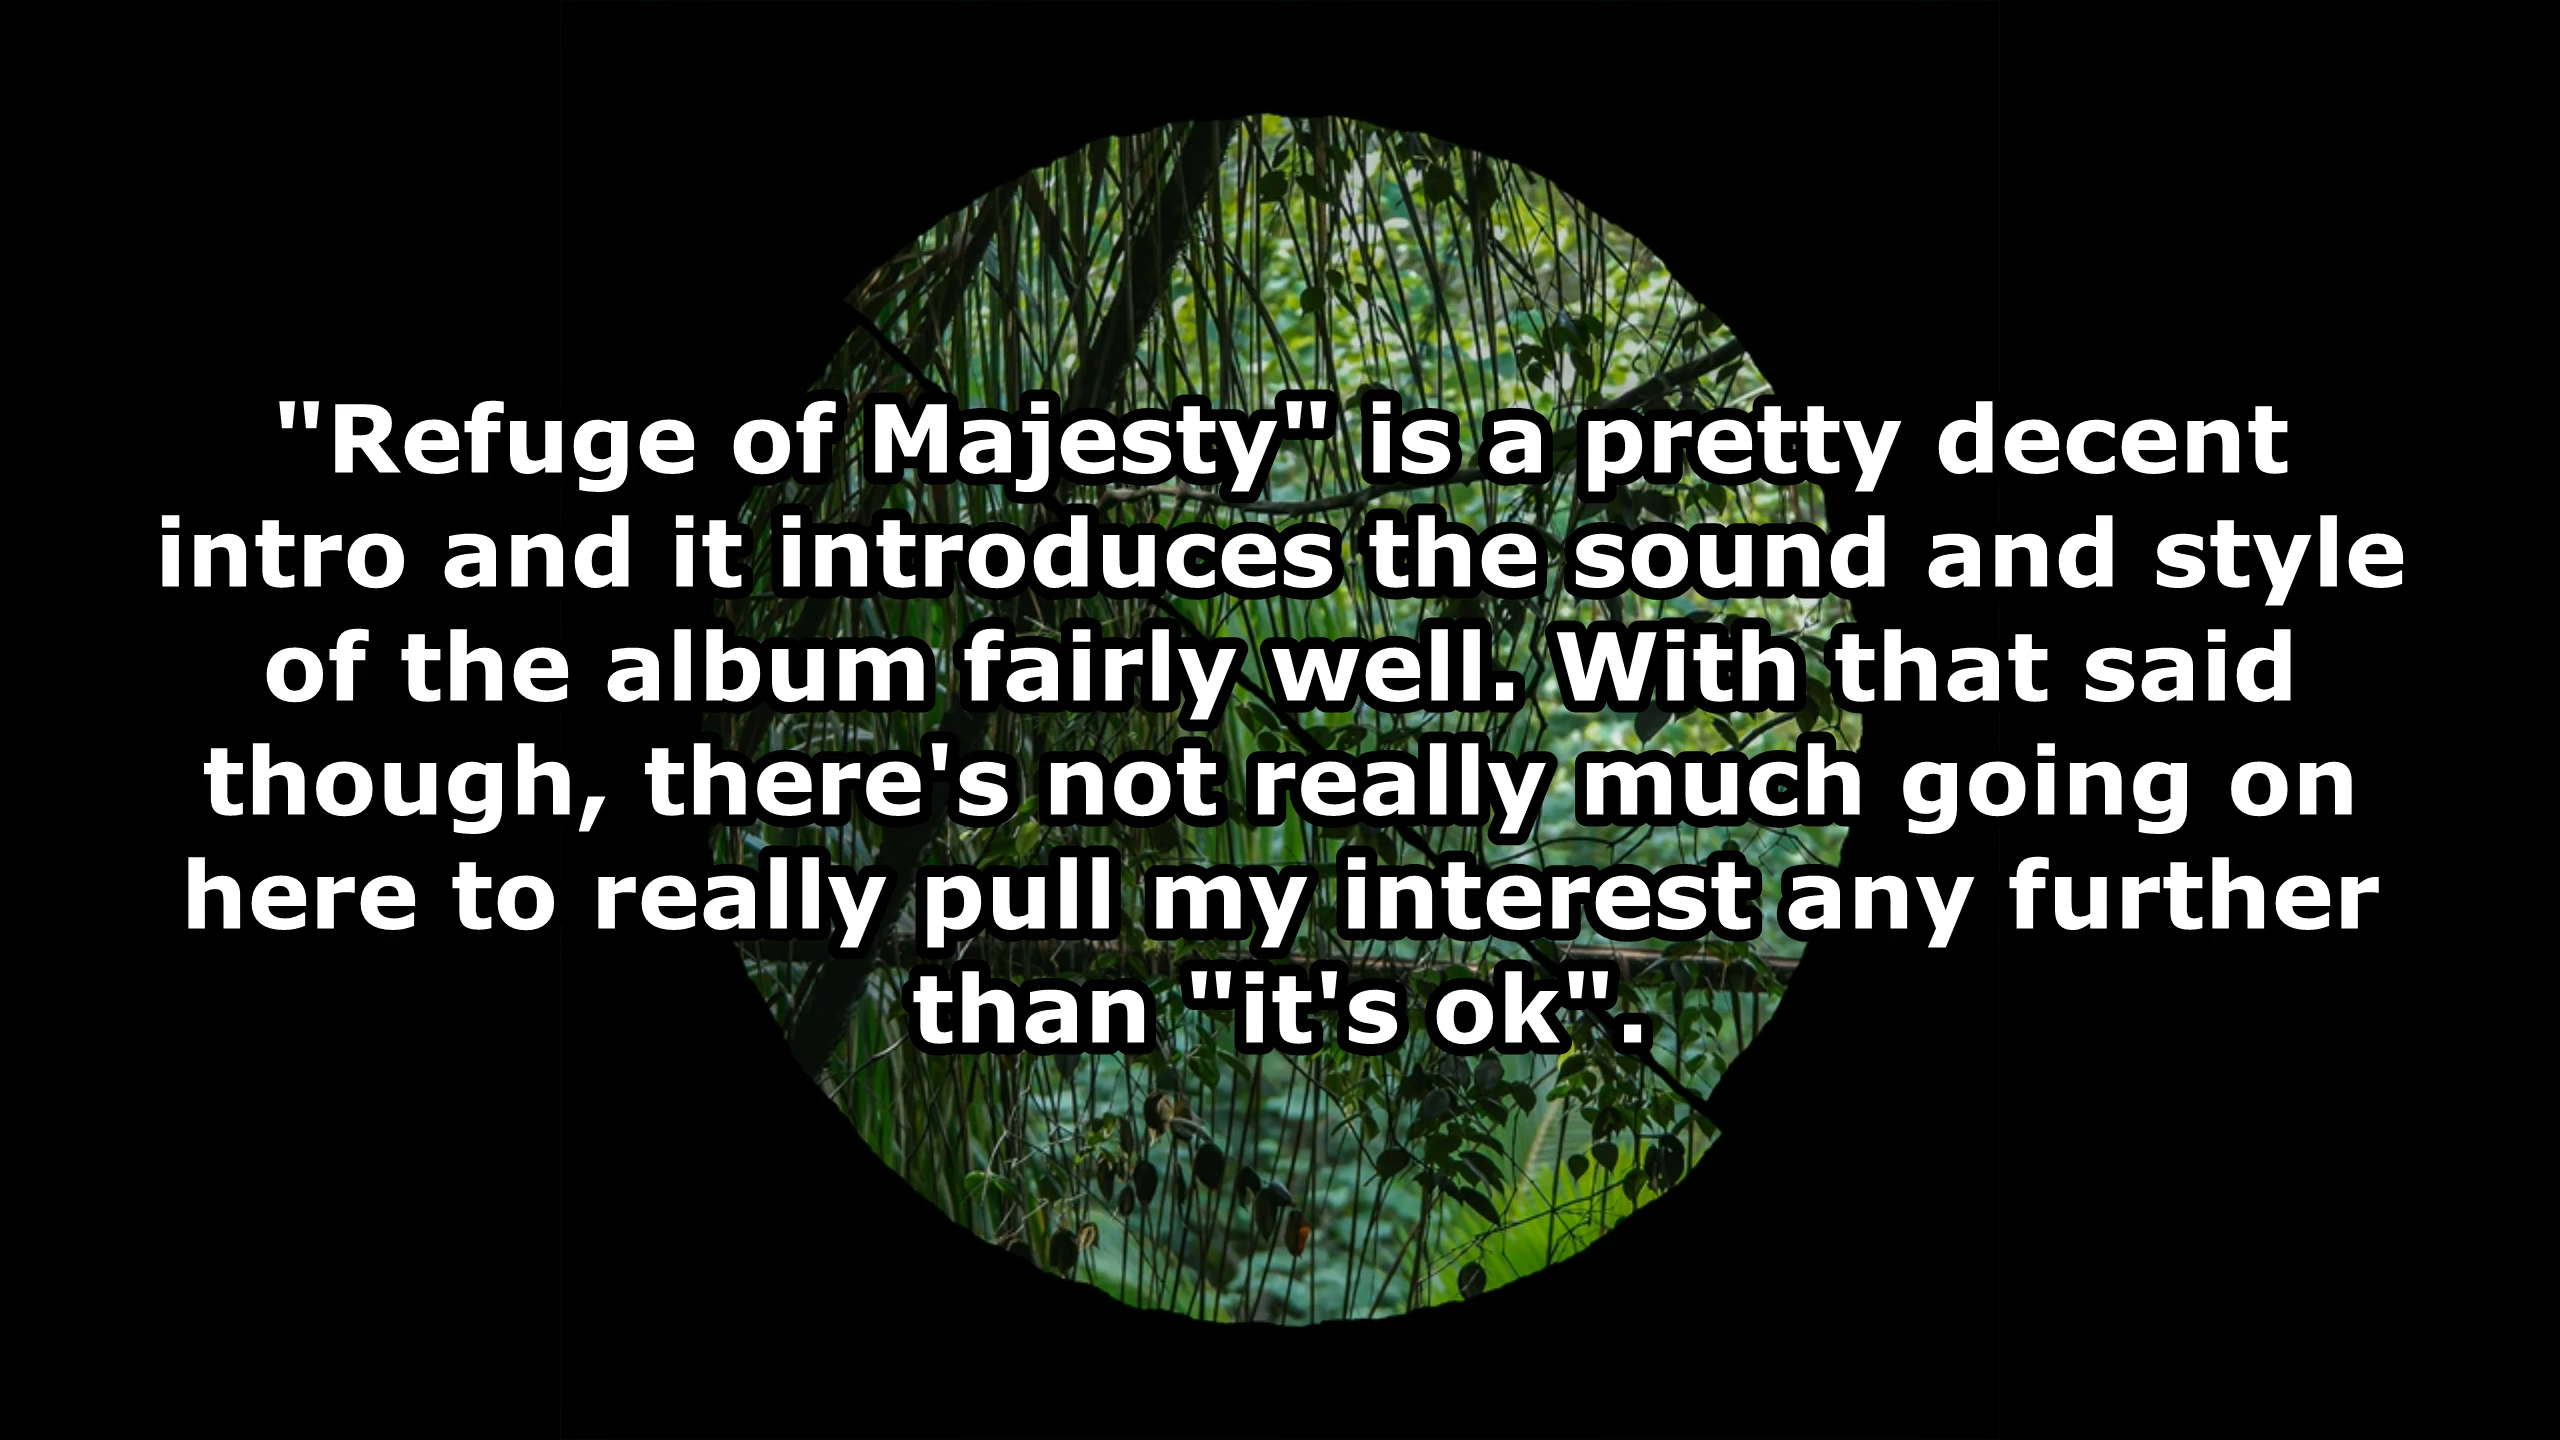 "Refuge of Majesty" is a pretty decent
intro and it introduces the sound and style
of the album fairly well. With that said
though, there's not really much going on
here to really pull my interest any further
than "it's ok".